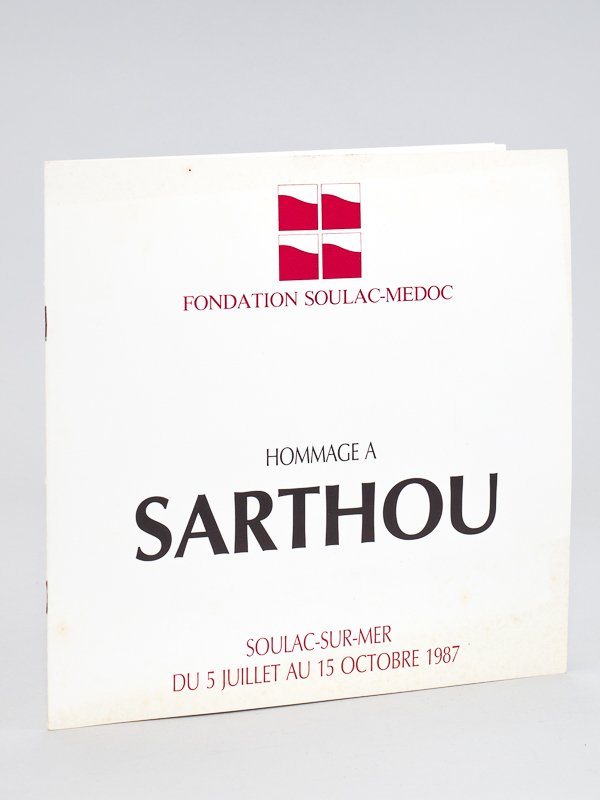 FONDATION SOULAC-MEDOC
HOMMAGE A
SARTHOU
SOULAC-SUR-MER
DU 5 JUILLET AU 15 OCTOBRE 1987